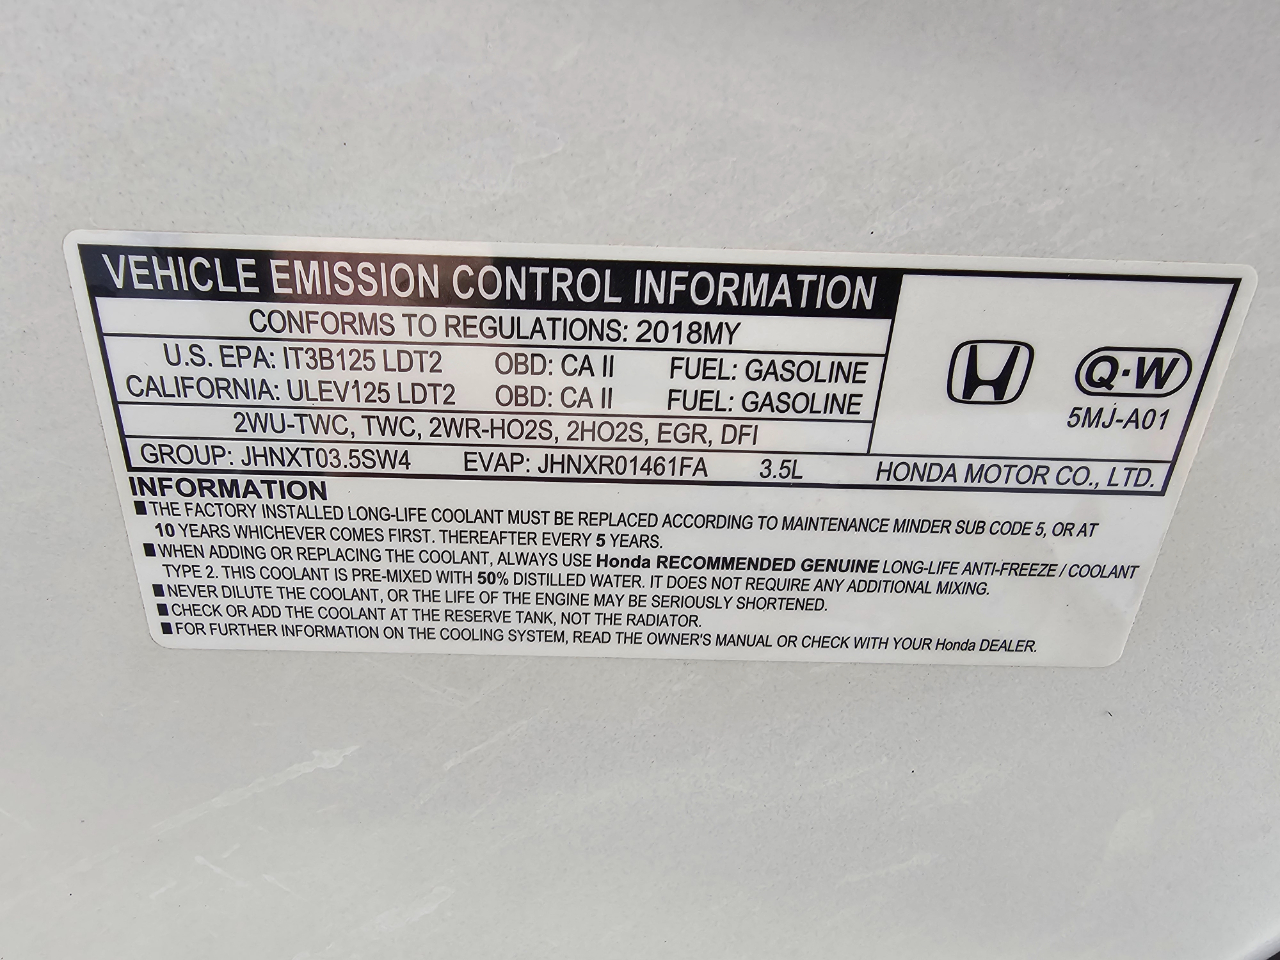 VEHICLE EMISSION CONTROL INFORMATION
CONFORMS TO REGULATIONS: 2018MY
U.S. EPA: IT3B125 LDT2 OBD: CA II FUEL: GASOLINE
CALIFORNIA: ULEV125 LDT2 OBD: CA II FUEL: GASOLINE
2WU-TWC, TWC, 2WR-HO2S, 2HO2S, EGR, DFI
GROUP: JHNXT03.5SW4 EVAP: JHNXR01461FA 3.5L
Q·W
5MJ-A01
HONDA MOTOR CO., LTD.
INFORMATION
■THE FACTORY INSTALLED LONG-LIFE COOLANT MUST BE REPLACED ACCORDING TO MAINTENANCE MINDER SUB CODE 5, OR AT
10 YEARS WHICHEVER COMES FIRST. THEREAFTER EVERY 5 YEARS.
■WHEN ADDING OR REPLACING THE COOLANT, ALWAYS USE Honda RECOMMENDED GENUINE LONG-LIFE ANTI-FREEZE / COOLANT
TYPE 2. THIS COOLANT IS PRE-MIXED WITH 50% DISTILLED WATER. IT DOES NOT REQUIRE ANY ADDITIONAL MIXING.
■NEVER DILUTE THE COOLANT, OR THE LIFE OF THE ENGINE MAY BE SERIOUSLY SHORTENED.
■CHECK OR ADD THE COOLANT AT THE RESERVE TANK, NOT THE RADIATOR.
■FOR FURTHER INFORMATION ON THE COOLING SYSTEM, READ THE OWNER'S MANUAL OR CHECK WITH YOUR Honda DEALER.